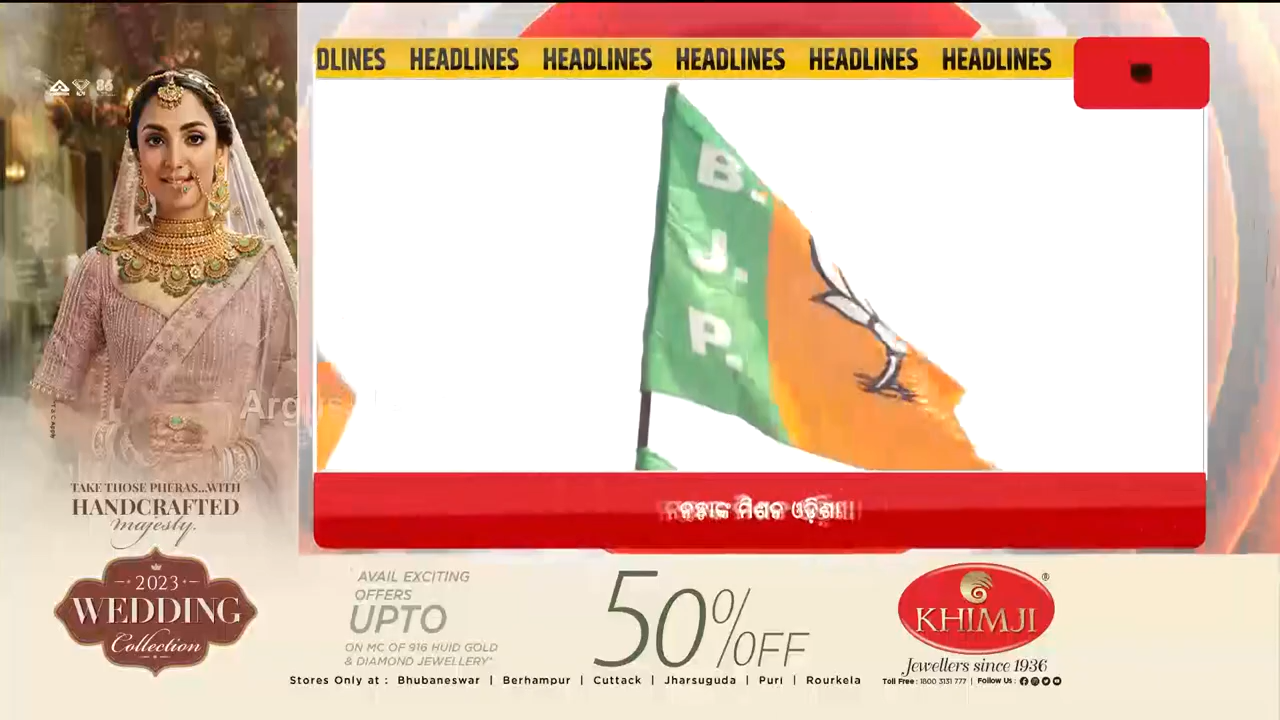 DLINES HEADLINES HEADLINES HEADLINES HEADLINES HEADLINES
86
B.
J.
P.
T & C Apply
TAKE THOSE PHERAS...WITH
HANDCRAFTED
majesty.
2023
WEDDING
Collection
AVAIL EXCITING
OFFERS
UPTO
ON MC OF 916 HUID GOLD
& DIAMOND JEWELLERY*
50% OFF
KHIMJI
®
Jewellers since 1936
Stores Only at : Bhubaneswar | Berhampur | Cuttack | Jharsuguda | Puri | Rourkela
Toll Free : 1800 3131 777 | Follow Us :